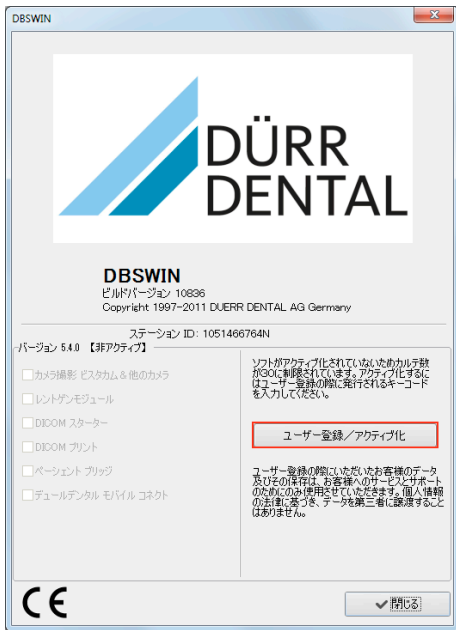 DBSWIN
DÜRR
DENTAL
DBSWIN
ビルドバージョン 10836
Copyright 1997-2011 DUERR DENTAL AG Germany
ステーション ID: 1051466764N
バージョン 5.4.0 【非アクティブ】
カメラ撮影 ビスタカム&他のカメラ
レントゲンモジュール
DICOM スターター
DICOM プリント
ペーシェント ブリッジ
デュールデンタル モバイル コネクト
ソフトがアクティブ化されていないためカルテ数
が30に制限されています。アクティブ化するに
はユーザー登録の際に発行されるキーコード
を入力してください。
ユーザー登録/アクティブ化
ユーザー登録の際にいただいたお客様のデータ
及びその保存は、お客様へのサービスとサポート
のためにのみ使用させていただきます。個人情報
の法律に基づき、データを第三者に譲渡すること
はありません。
CE
閉じる